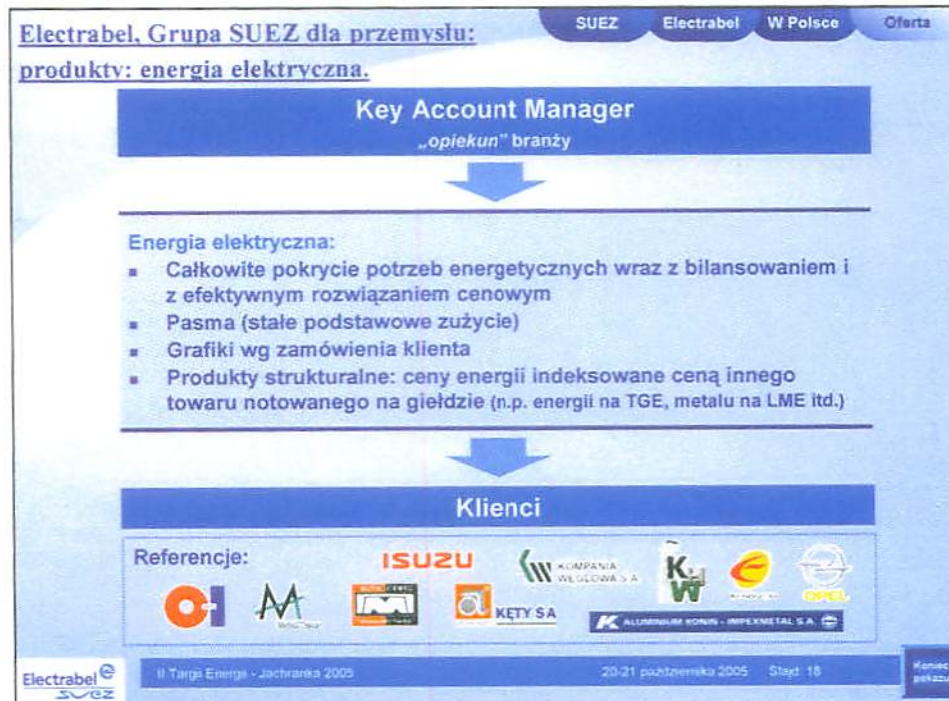 Electrabel, Grupa SUEZ dla przemysłu:
produkty: energia elektryczna.
SUEZ
Electrabel
W Polsce
Oferta
Key Account Manager
„opiekun” branży
Energia elektryczna:
▪ Całkowite pokrycie potrzeb energetycznych wraz z bilansowaniem i
z efektywnym rozwiązaniem cenowym
▪ Pasma (stałe podstawowe zużycie)
▪ Grafiki wg zamówienia klienta
▪ Produkty strukturalne: ceny energii indeksowane ceną innego
towaru notowanego na giełdzie (n.p. energii na TGE, metalu na LME itd.)
Klienci
Referencje:
ISUZU
KOMPANIA
WĘGLOWA S.A.
KW
OPEL
O-I
M
M
KĘTY SA
K ALUMINIUM KONIN - IMPEXMETAL S.A.
Electrabel
suez
II Targi Energii - Jachranka 2005
20-21 października 2005
Slajd: 18
Koniec
pokazu